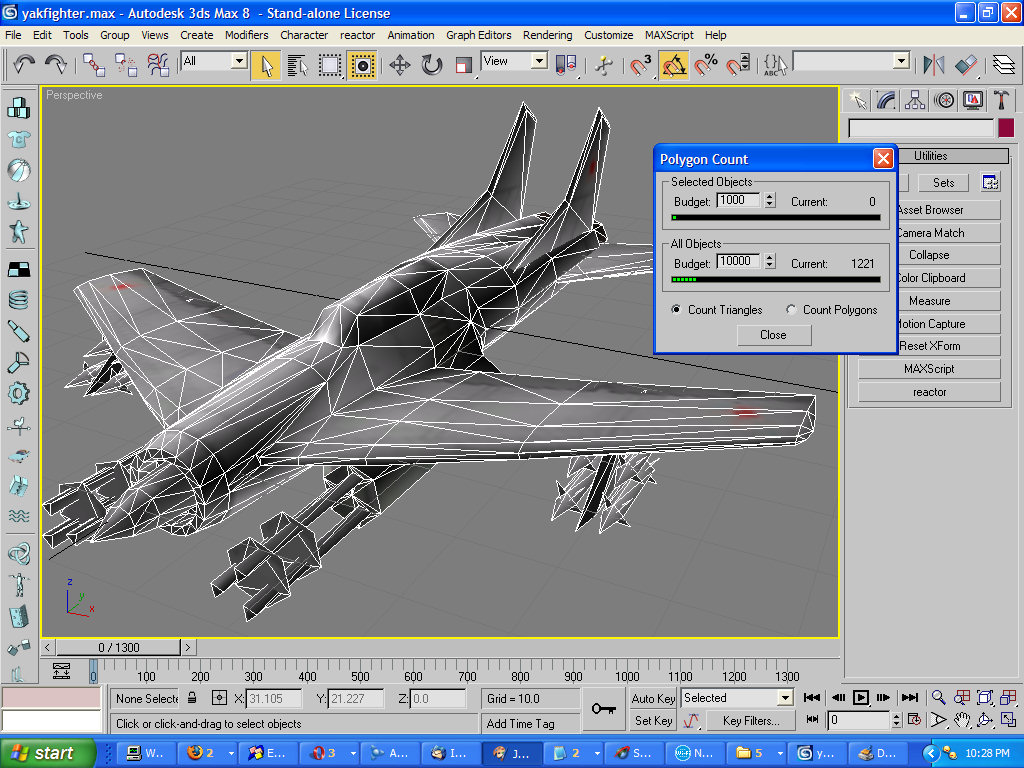 yakfighter.max - Autodesk 3ds Max 8 - Stand-alone License
File Edit Tools Group Views Create Modifiers Character reactor Animation Graph Editors Rendering Customize MAXScript Help
All
View
3
%
ABC
Perspective
Polygon Count
Selected Objects
Budget: 1000 Current: 0
All Objects
Budget: 10000 Current: 1221
Count Triangles Count Polygons
Close
Utilities
Sets
Asset Browser
Camera Match
Collapse
Color Clipboard
Measure
Motion Capture
Reset XForm
MAXScript
reactor
z
y
x
< 0 / 1300 >
0 100 200 300 400 500 600 700 800 900 1000 1100 1200 1300
None Selecte X: 31.105 Y: 21.227 Z: 0.0 Grid = 10.0 Auto Key Selected
Click or click-and-drag to select objects Add Time Tag Set Key Key Filters... 0
start W... 2 E... 3 A... I... J... 2 S... N... 5 y... D... 10:28 PM